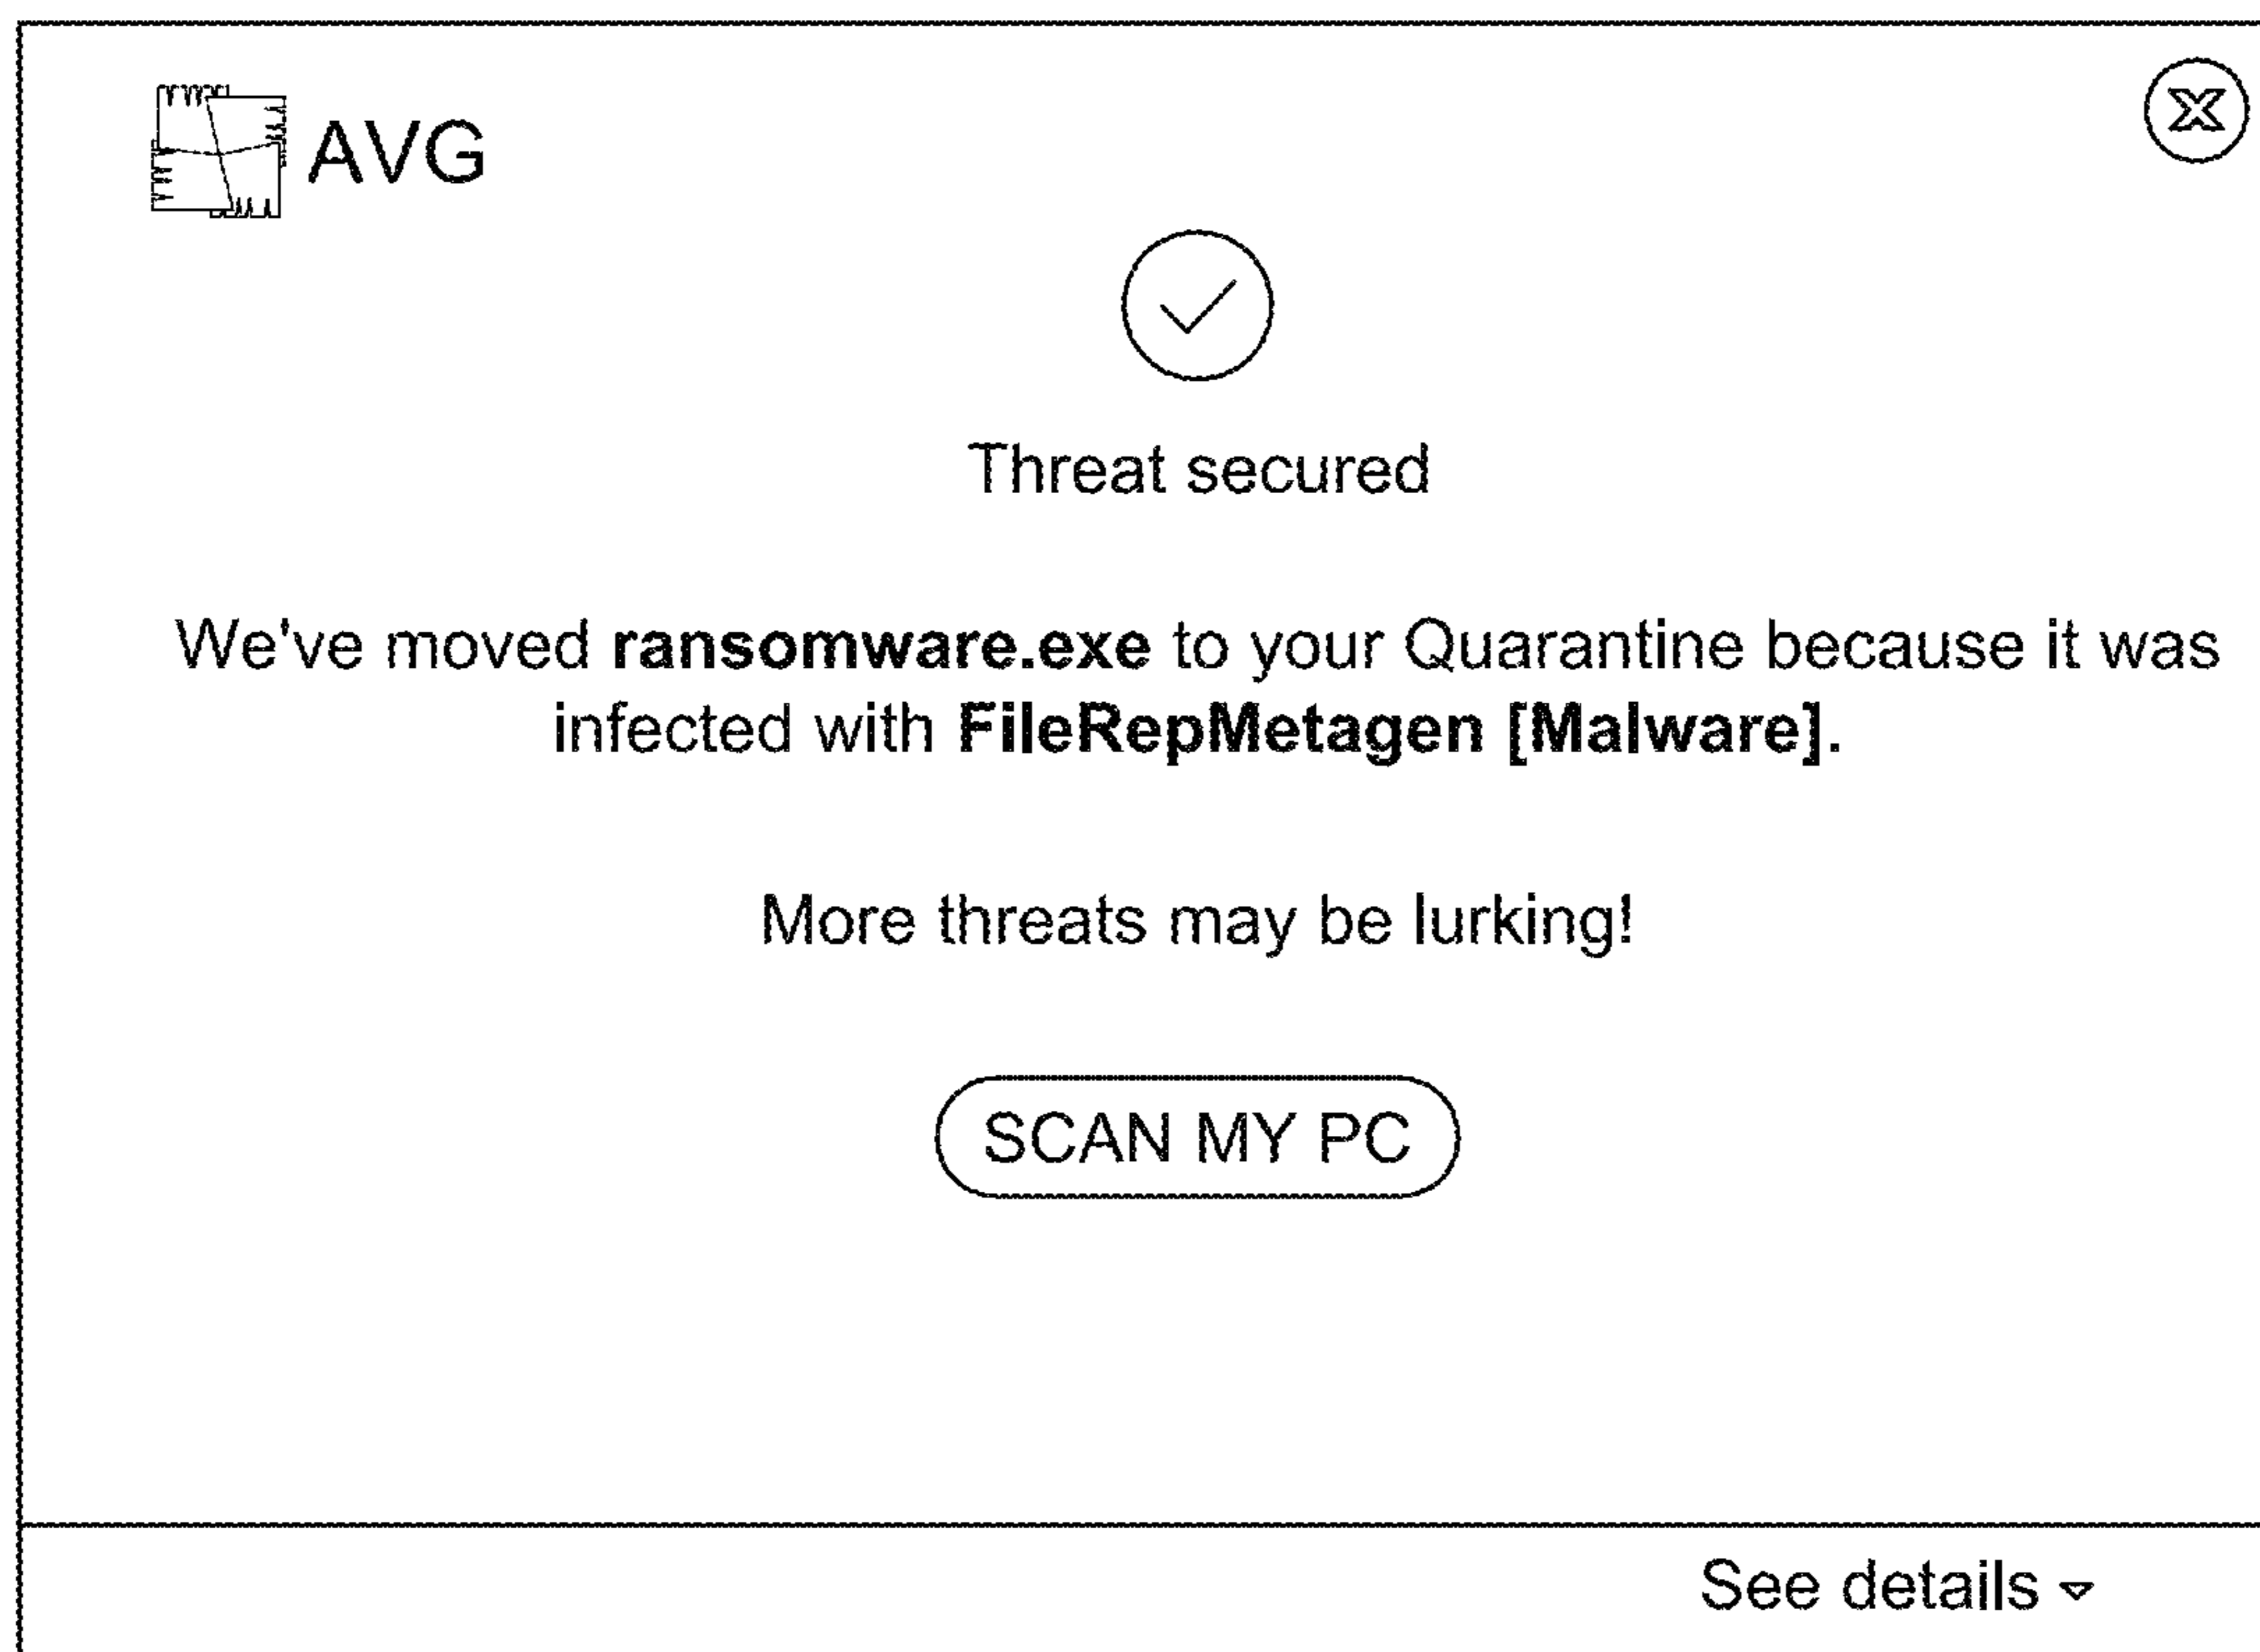 AVG
Threat secured
We've moved ransomware.exe to your Quarantine because it was
infected with FileRepMetagen [Malware].
More threats may be lurking!
SCAN MY PC
See details